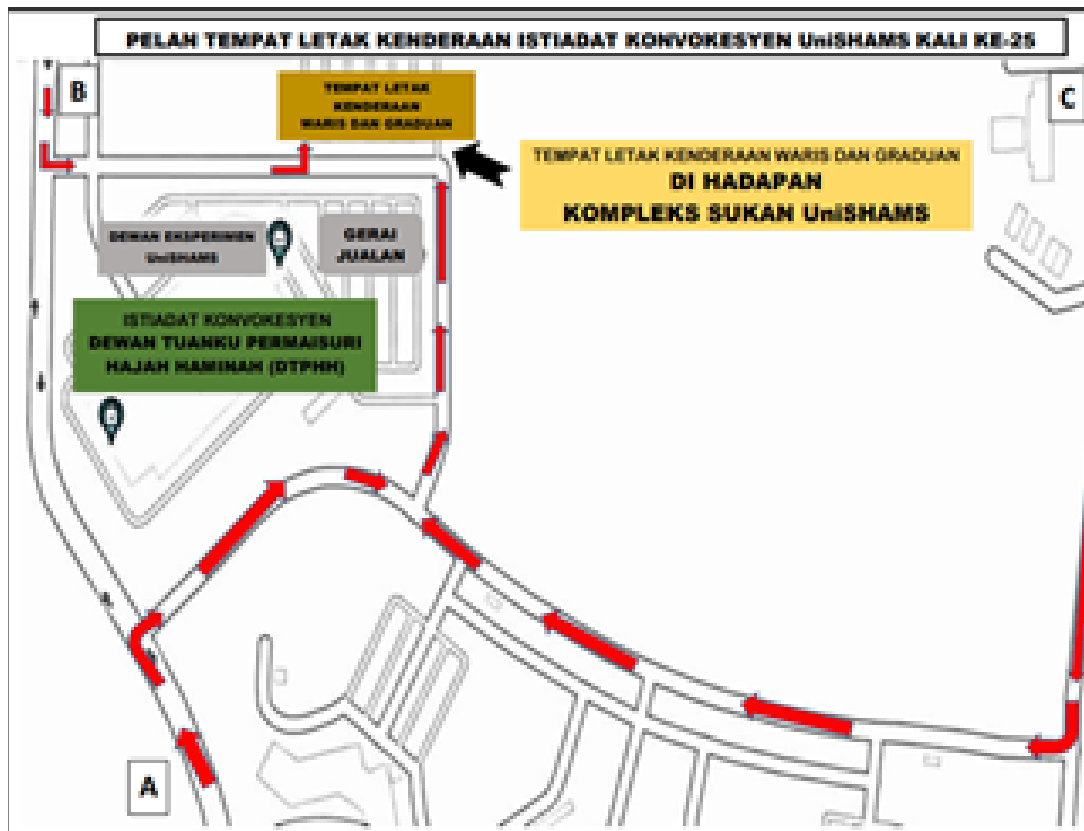 PELAN TEMPAT LETAK KENDERAAN ISTIADAT KONVOKESYEN UniSHAMS KALI KE-25
B
TEMPAT LETAK
KENDERAAN
WARIS DAN GRADUAN
C
TEMPAT LETAK KENDERAAN WARIS DAN GRADUAN
DI HADAPAN
KOMPLEKS SUKAN UniSHAMS
DEWAN EKSPERIMEN
UniSHAMS
GERAI
JUALAN
ISTIADAT KONVOKESYEN
DEWAN TUANKU PERMAISURI
HAJAH HAMINAH (DTPHH)
A